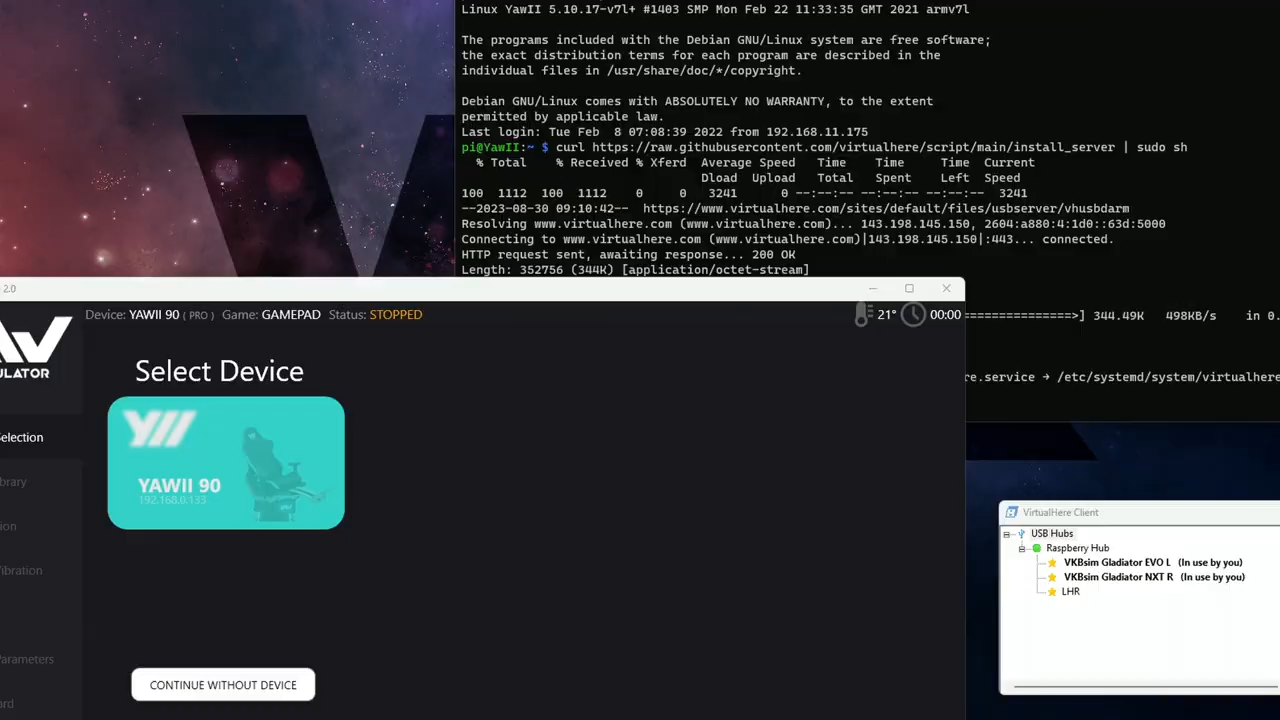 Linux YawII 5.10.17-v7l+ #1403 SMP Mon Feb 22 11:33:35 GMT 2021 armv7l
The programs included with the Debian GNU/Linux system are free software;
the exact distribution terms for each program are described in the
individual files in /usr/share/doc/*/copyright.
Debian GNU/Linux comes with ABSOLUTELY NO WARRANTY, to the extent
permitted by applicable law.
Last login: Tue Feb  8 07:08:39 2022 from 192.168.11.175
pi@YawII:~ $ curl https://raw.githubusercontent.com/virtualhere/script/main/install_server | sudo sh
% Total    % Received % Xferd  Average Speed   Time    Time     Time  Current
Dload  Upload   Total   Spent    Left  Speed
100  1112  100  1112    0     0   3241      0 --:--:-- --:--:-- --:--:--  3241
--2023-08-30 09:10:42--  https://www.virtualhere.com/sites/default/files/usbserver/vhusbdarm
Resolving www.virtualhere.com (www.virtualhere.com)... 143.198.145.150, 2604:a880:4:1d0::63d:5000
Connecting to www.virtualhere.com (www.virtualhere.com)|143.198.145.150|:443... connected.
HTTP request sent, awaiting response... 200 OK
Length: 352756 (344K) [application/octet-stream]
================>] 344.49K   498KB/s    in 0.
re.service → /etc/systemd/system/virtualhere
2.0
Device: YAWII 90 ( PRO ) Game: GAMEPAD Status: STOPPED
21° 00:00
AW
ULATOR
Select Device
YII
YAWII 90
192.168.0.133
CONTINUE WITHOUT DEVICE
election
brary
ion
ibration
Parameters
rd
VirtualHere Client
USB Hubs
Raspberry Hub
VKBsim Gladiator EVO L (In use by you)
VKBsim Gladiator NXT R (In use by you)
LHR